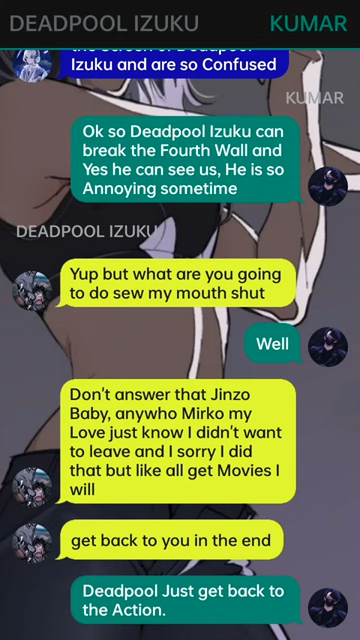 DEADPOOL IZUKU
KUMAR
the Screen of Deadpool
Izuku and are so Confused
KUMAR
Ok so Deadpool Izuku can
break the Fourth Wall and
Yes he can see us, He is so
Annoying sometime
DEADPOOL IZUKU
Yup but what are you going
to do sew my mouth shut
Well
Don't answer that Jinzo
Baby, anywho Mirko my
Love just know I didn't want
to leave and I sorry I did
that but like all get Movies I
will
get back to you in the end
Deadpool Just get back to
the Action.